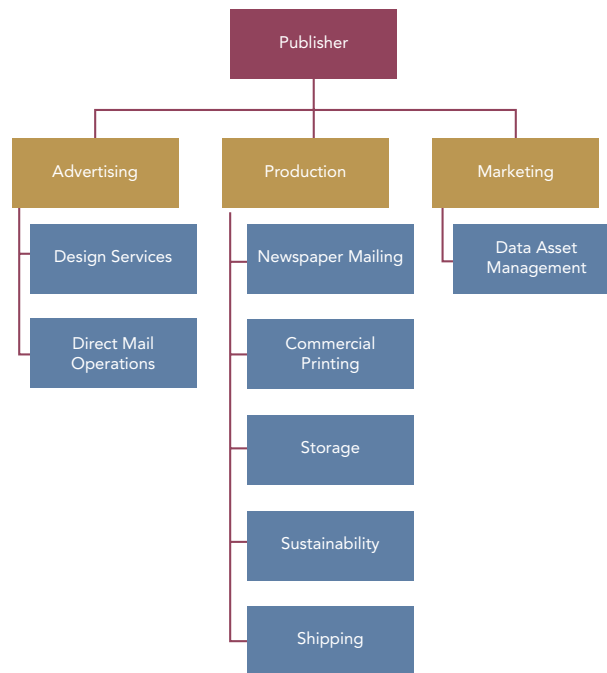 Publisher
Advertising
Production
Marketing
Design Services
Direct Mail
Operations
Newspaper Mailing
Commercial
Printing
Storage
Sustainability
Shipping
Data Asset
Management